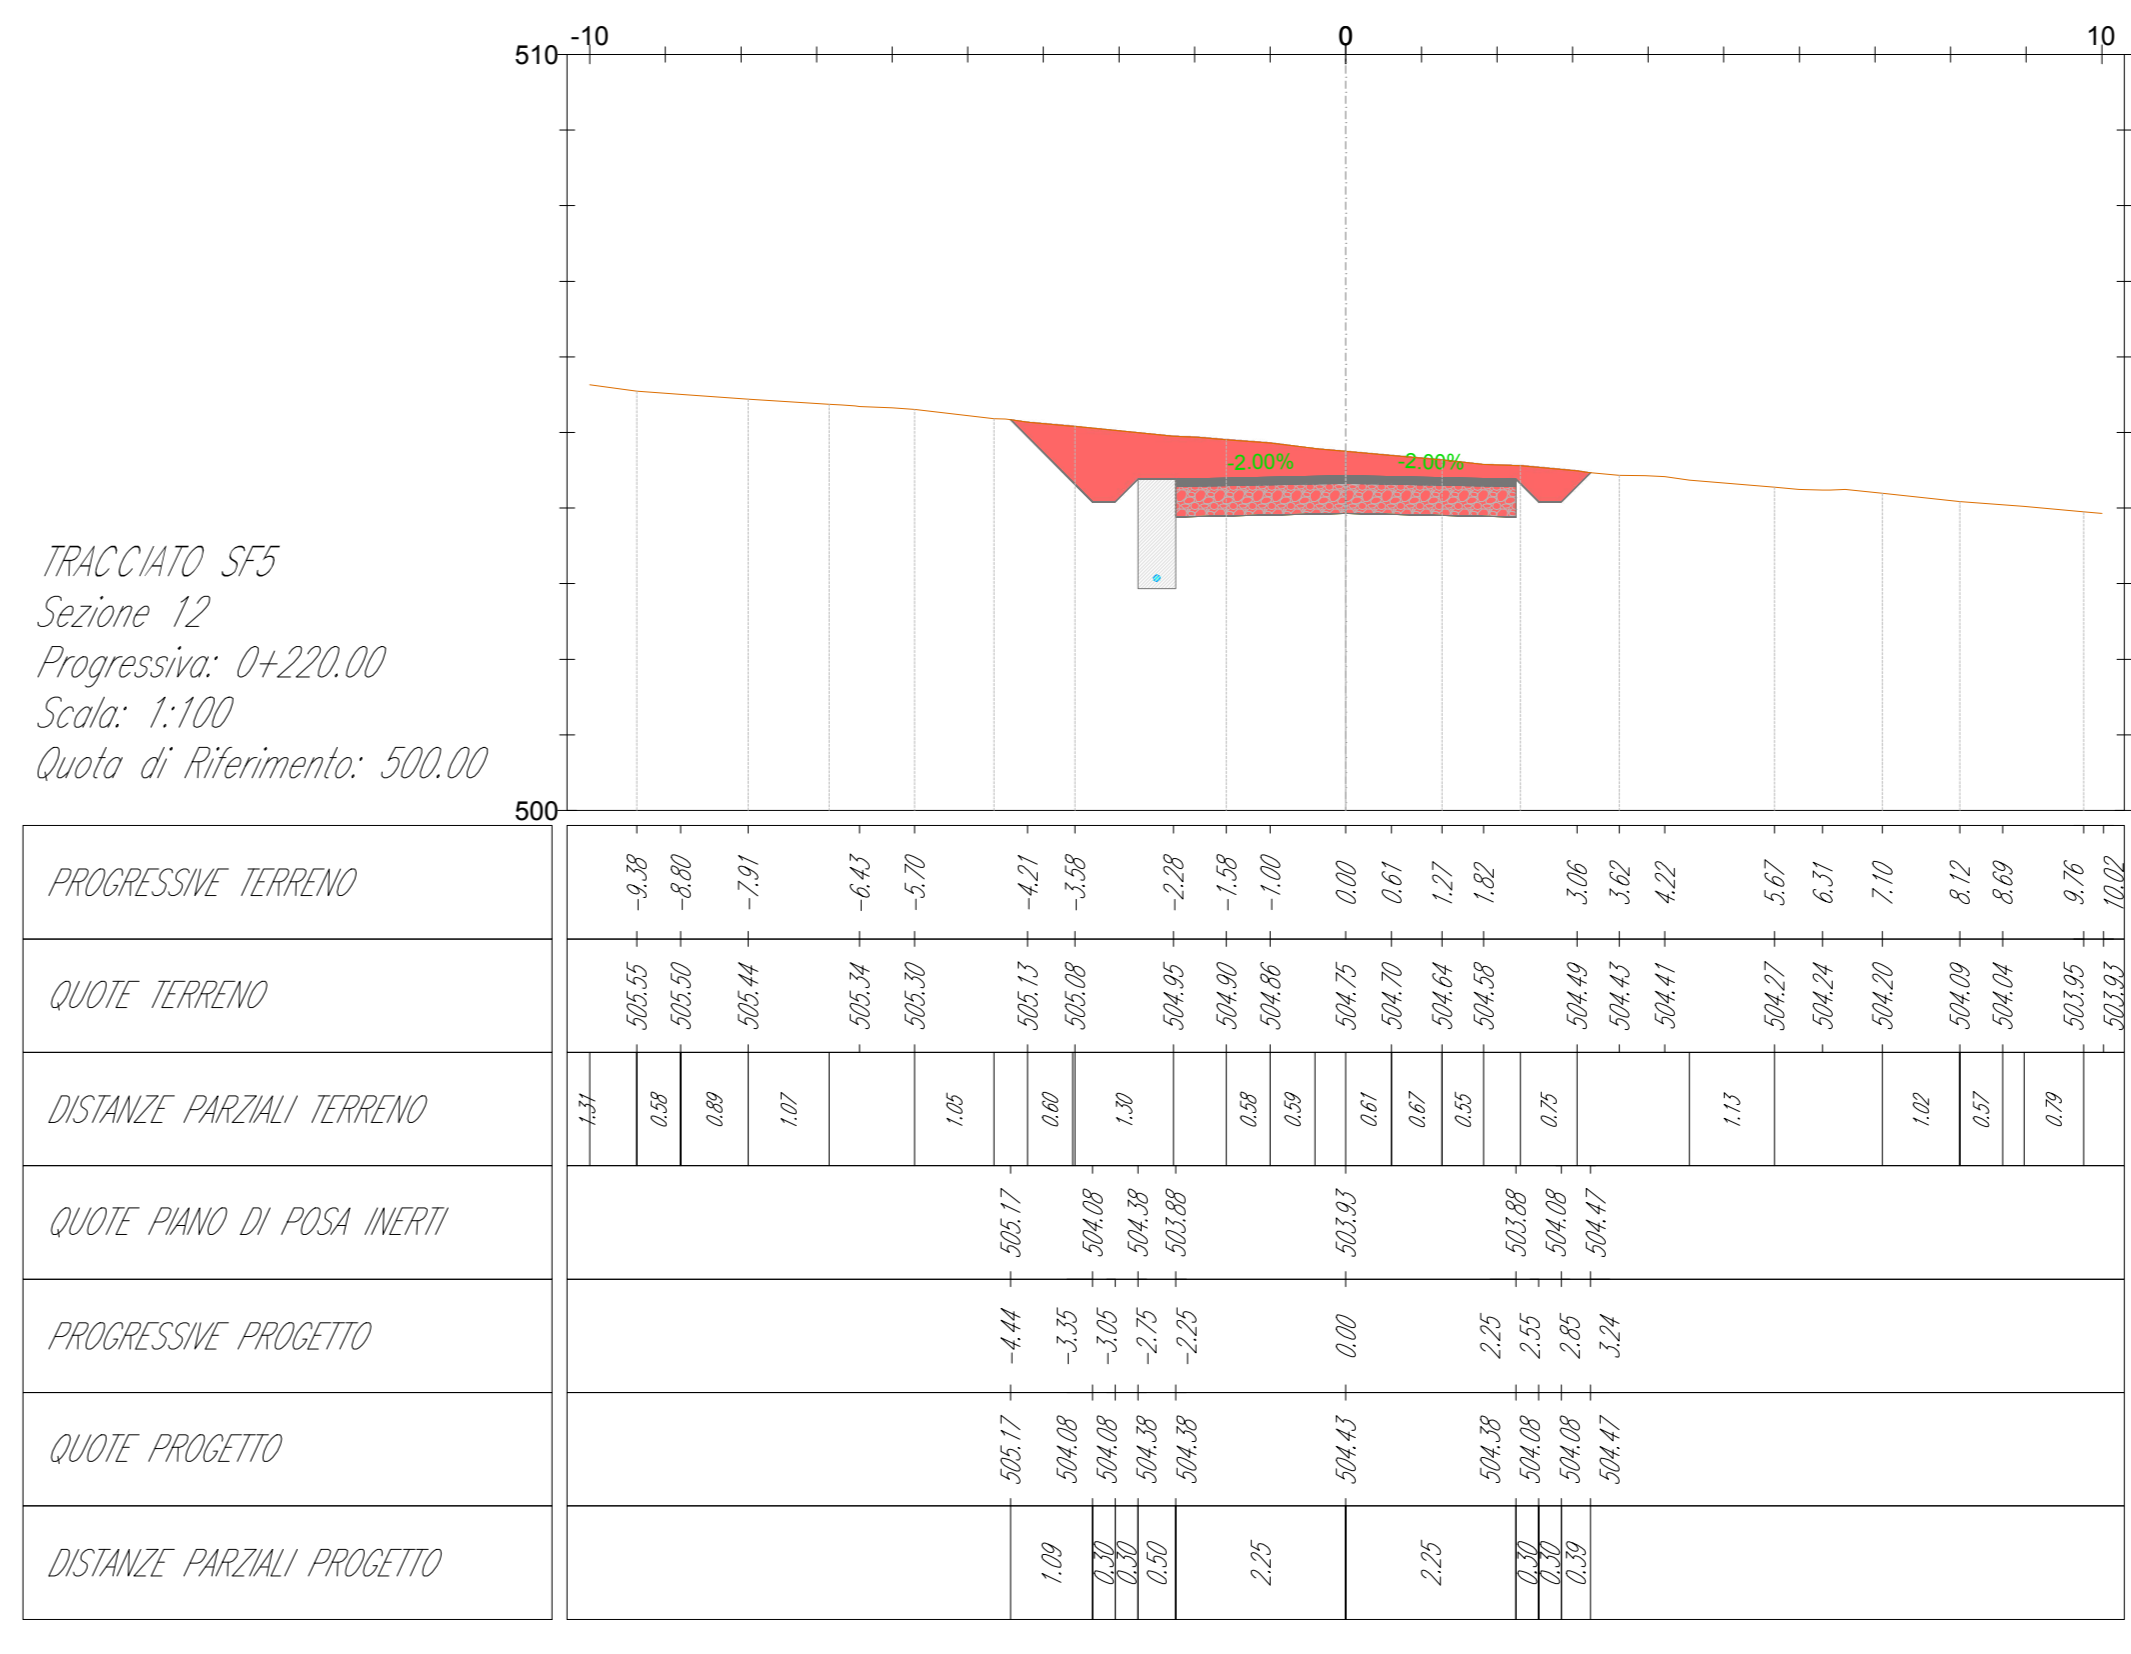 -10 0 10
510
-2.00% -2.00%
TRACCIATO SF5
Sezione 12
Progressiva: 0+220.00
Scala: 1:100
Quota di Riferimento: 500.00
500
PROGRESSIVE TERRENO -9.38 -8.80 -7.91 -6.43 -5.70 -4.21 -3.58 -2.28 -1.58 -1.00 0.00 0.61 1.27 1.82 3.06 3.62 4.22 5.67 6.31 7.10 8.12 8.69 9.76 10.02
QUOTE TERRENO 505.55 505.50 505.44 505.34 505.30 505.13 505.08 504.95 504.90 504.86 504.75 504.70 504.64 504.58 504.49 504.43 504.41 504.27 504.24 504.20 504.09 504.04 503.95 503.93
DISTANZE PARZIALI TERRENO 1.31 0.58 0.89 1.07 1.05 0.60 1.30 0.58 0.59 0.61 0.67 0.55 0.75 1.13 1.02 0.57 0.79
QUOTE PIANO DI POSA INERTI 505.17 504.08 504.38 503.88 503.93 503.88 504.08 504.47
PROGRESSIVE PROGETTO -4.44 -3.35 -3.05 -2.75 -2.25 0.00 2.25 2.55 2.85 3.24
QUOTE PROGETTO 505.17 504.08 504.08 504.38 504.38 504.43 504.38 504.08 504.08 504.47
DISTANZE PARZIALI PROGETTO 1.09 0.30 0.30 0.50 2.25 2.25 0.30 0.30 0.39